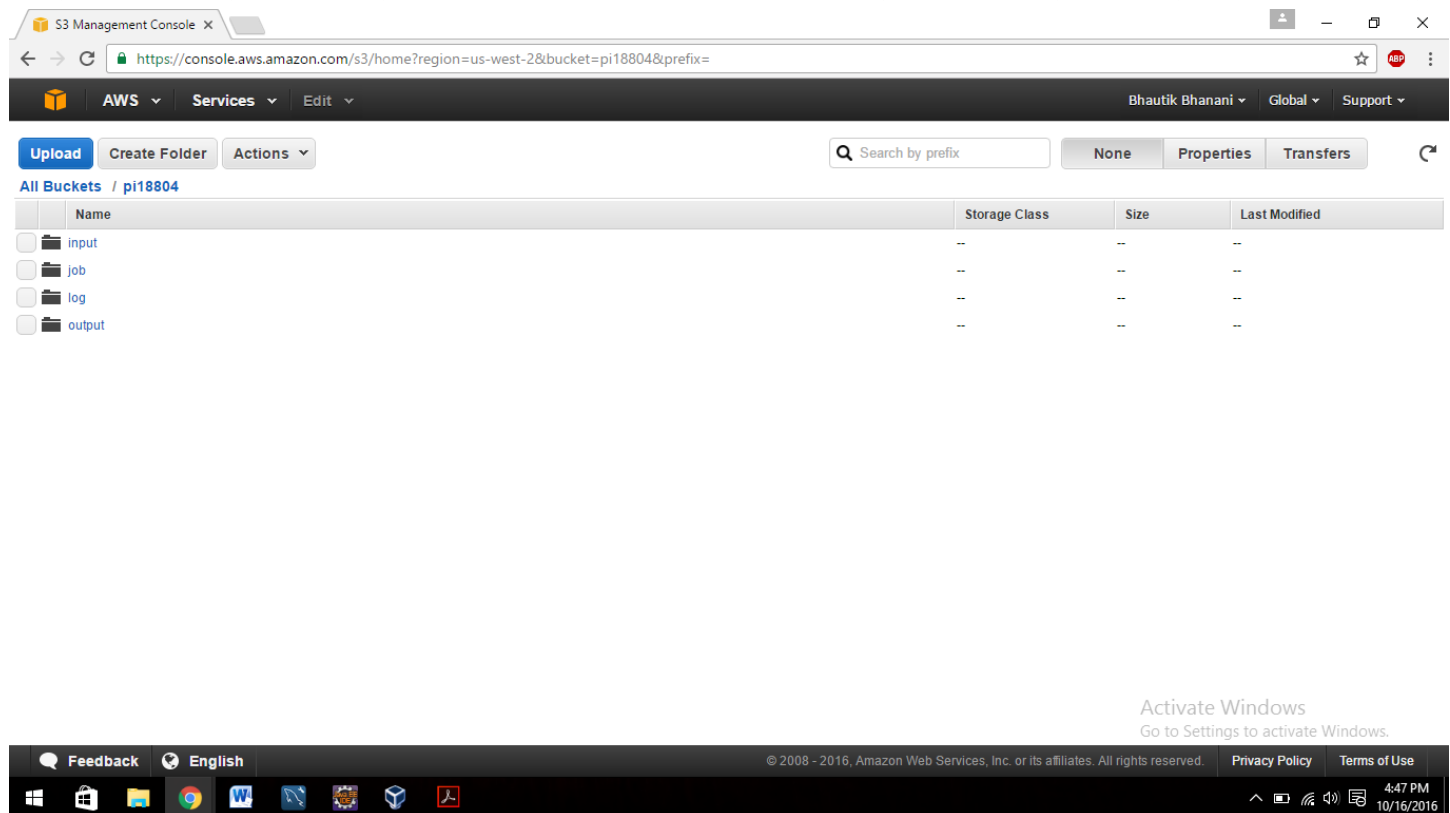 S3 Management Console
https://console.aws.amazon.com/s3/home?region=us-west-2&bucket=pi18804&prefix=
ABP
AWS Services Edit Bhautik Bhanani Global Support
Upload Create Folder Actions Search by prefix None Properties Transfers
All Buckets / pi18804
Name Storage Class Size Last Modified
input -- -- --
job -- -- --
log -- -- --
output -- -- --
Activate Windows
Go to Settings to activate Windows.
Feedback English © 2008 - 2016, Amazon Web Services, Inc. or its affiliates. All rights reserved. Privacy Policy Terms of Use
4:47 PM
10/16/2016